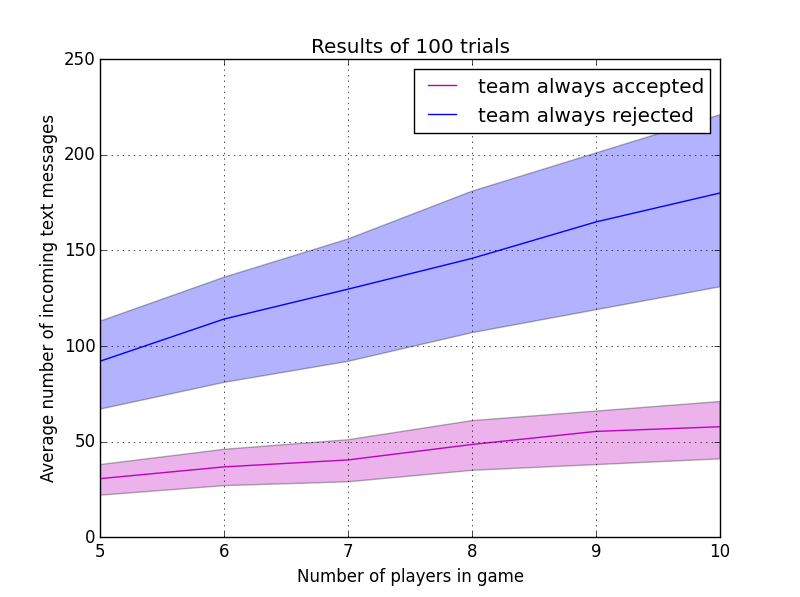 Results of 100 trials
team always accepted
team always rejected
250
200
150
100
50
0
5 6 7 8 9 10
Average number of incoming text messages
Number of players in game